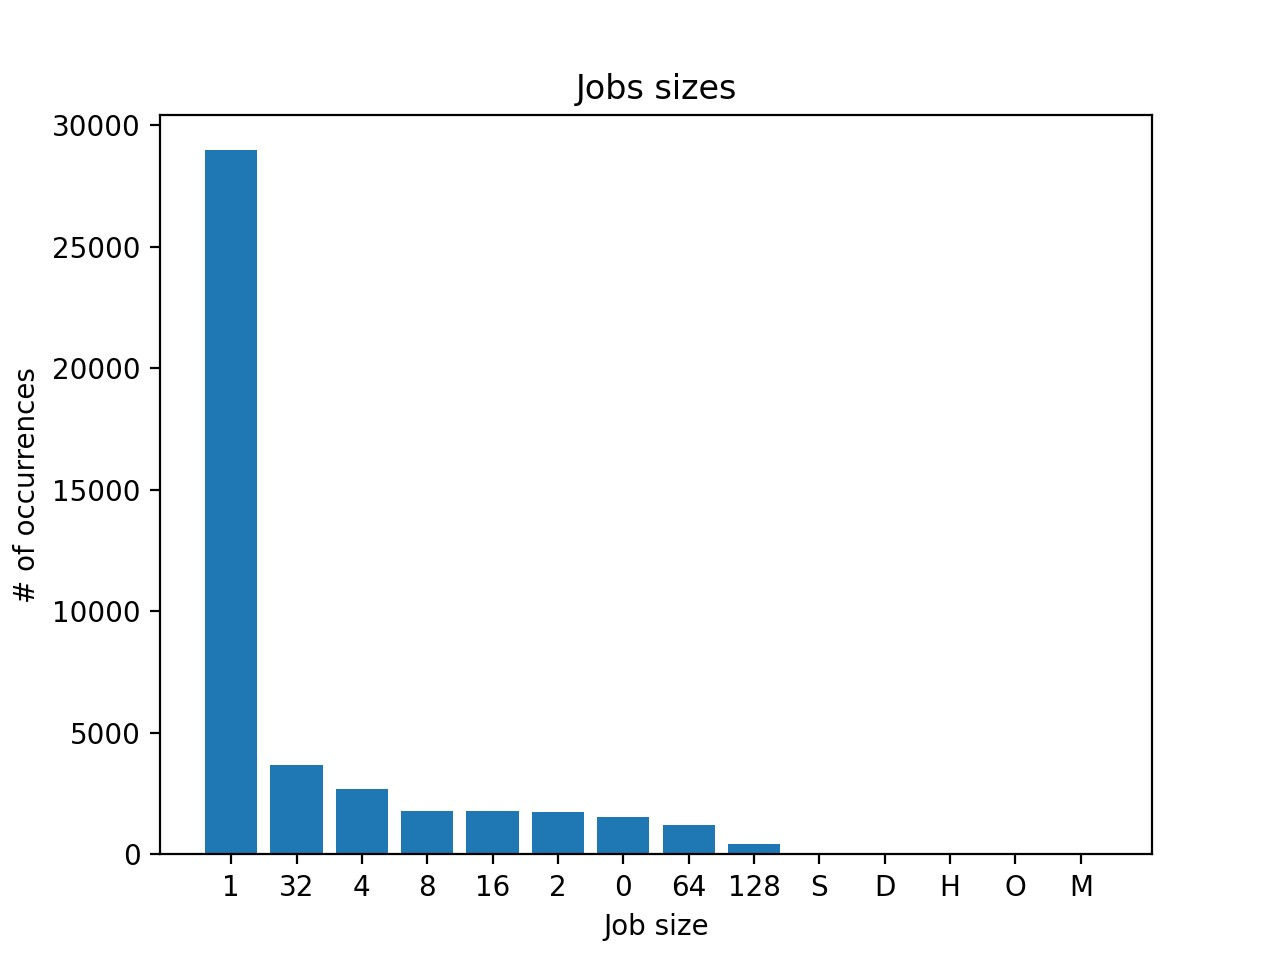 Jobs sizes
30000
25000
20000
15000
10000
5000
0
# of occurrences
1 32 4 8 16 2 0 64 128 S D H O M
Job size